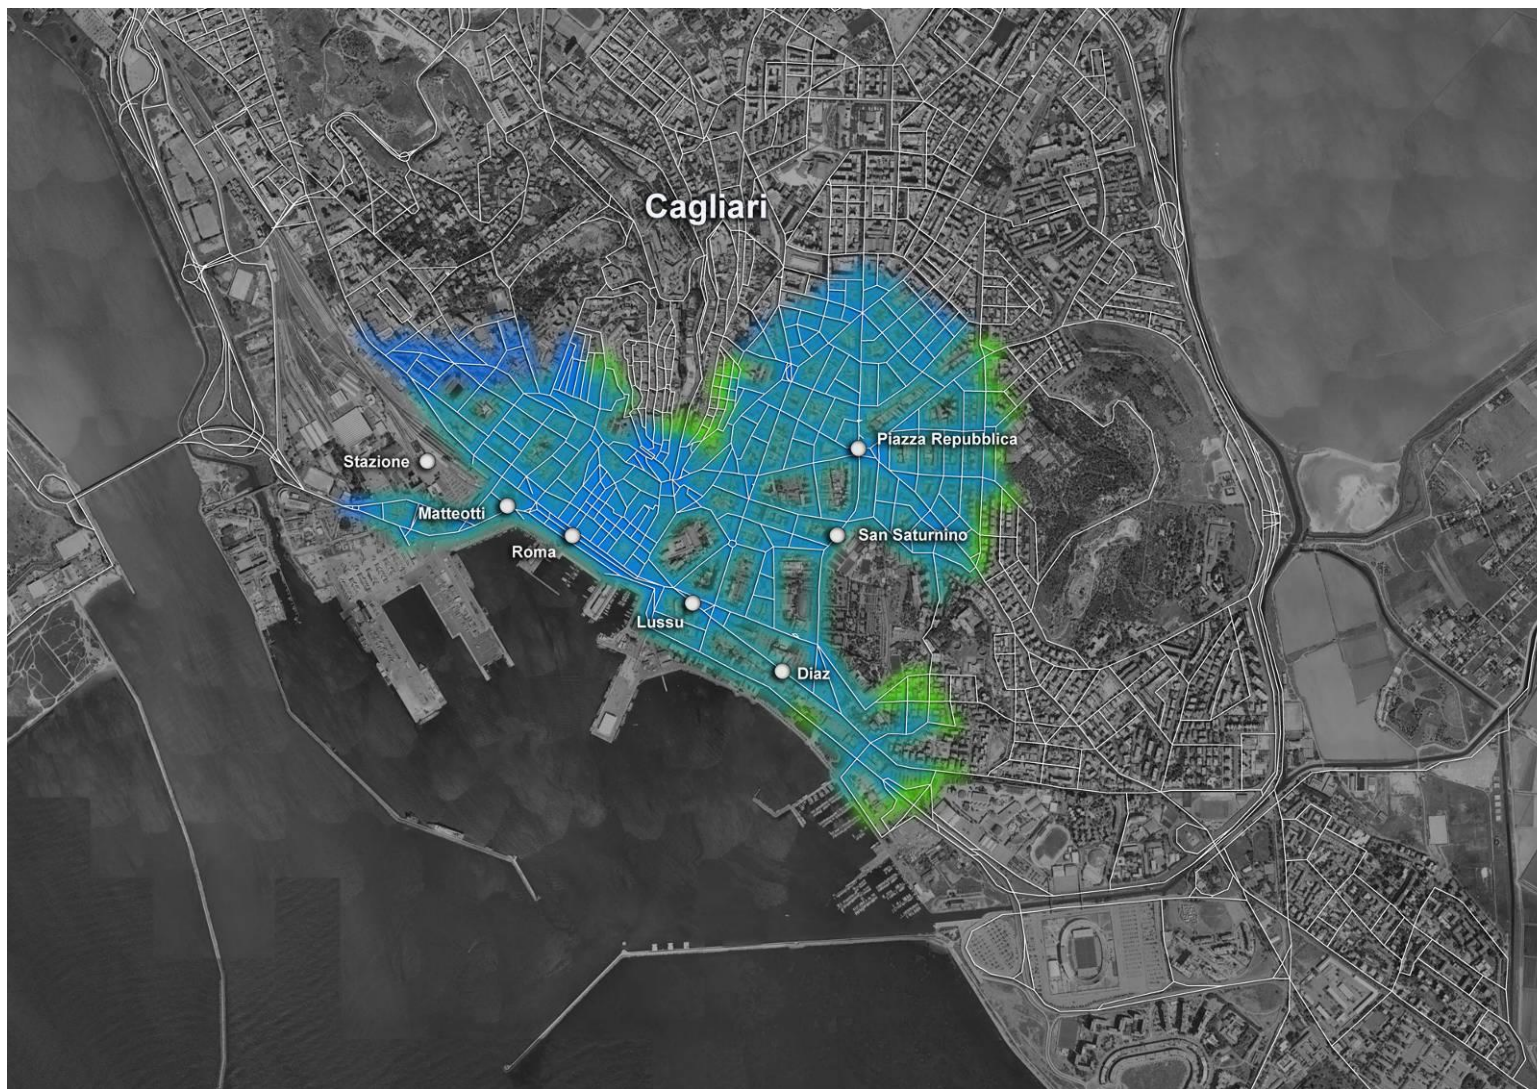 Cagliari
Piazza Repubblica
Stazione
Matteotti
San Saturnino
Roma
Lussu
Diaz